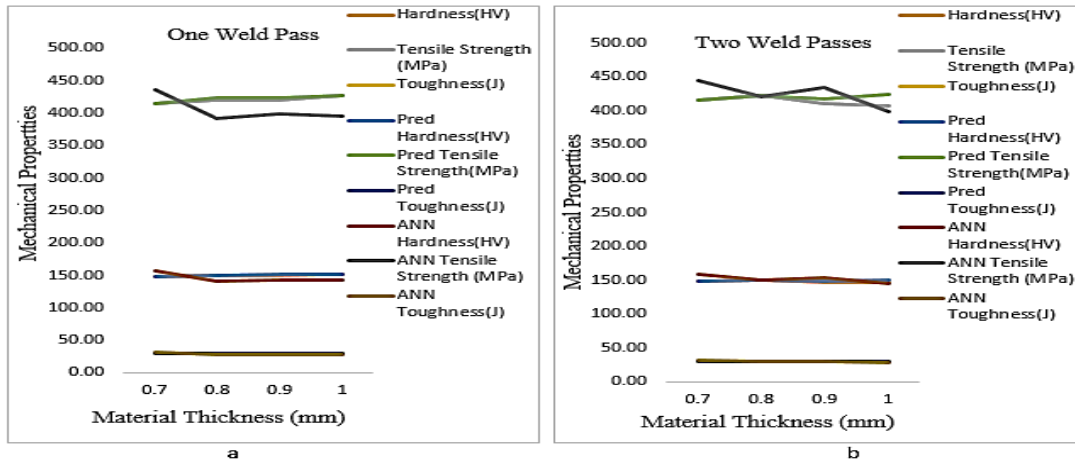 One Weld Pass
Mechanical Propertties
500.00
450.00
400.00
350.00
300.00
250.00
200.00
150.00
100.00
50.00
0.00
0.7 0.8 0.9 1
Material Thickness (mm)
Hardness(HV)
Tensile Strength
(MPa)
Toughness(J)
Pred
Hardness(HV)
Pred Tensile
Strength(MPa)
Pred
Toughness(J)
ANN
Hardness(HV)
ANN Tensile
Strength (MPa)
ANN
Toughness(J)
a
Two Weld Passes
Mechanical Properties
500.00
450.00
400.00
350.00
300.00
250.00
200.00
150.00
100.00
50.00
0.00
0.7 0.8 0.9 1
Material Thickness (mm)
Hardness(HV)
Tensile
Strength (MPa)
Toughness(J)
Pred
Hardness(HV)
Pred Tensile
Strength(MPa)
Pred
Toughness(J)
ANN
Hardness(HV)
ANN Tensile
Strength (MPa)
ANN
Toughness(J)
b